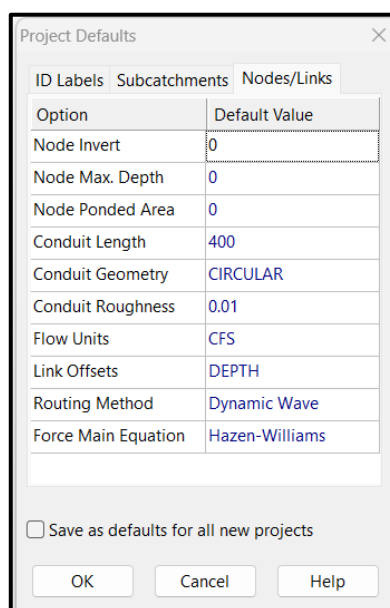 Project Defaults
ID Labels Subcatchments Nodes/Links
Option Default Value
Node Invert 0
Node Max. Depth 0
Node Ponded Area 0
Conduit Length 400
Conduit Geometry CIRCULAR
Conduit Roughness 0.01
Flow Units CFS
Link Offsets DEPTH
Routing Method Dynamic Wave
Force Main Equation Hazen-Williams
Save as defaults for all new projects
OK Cancel Help